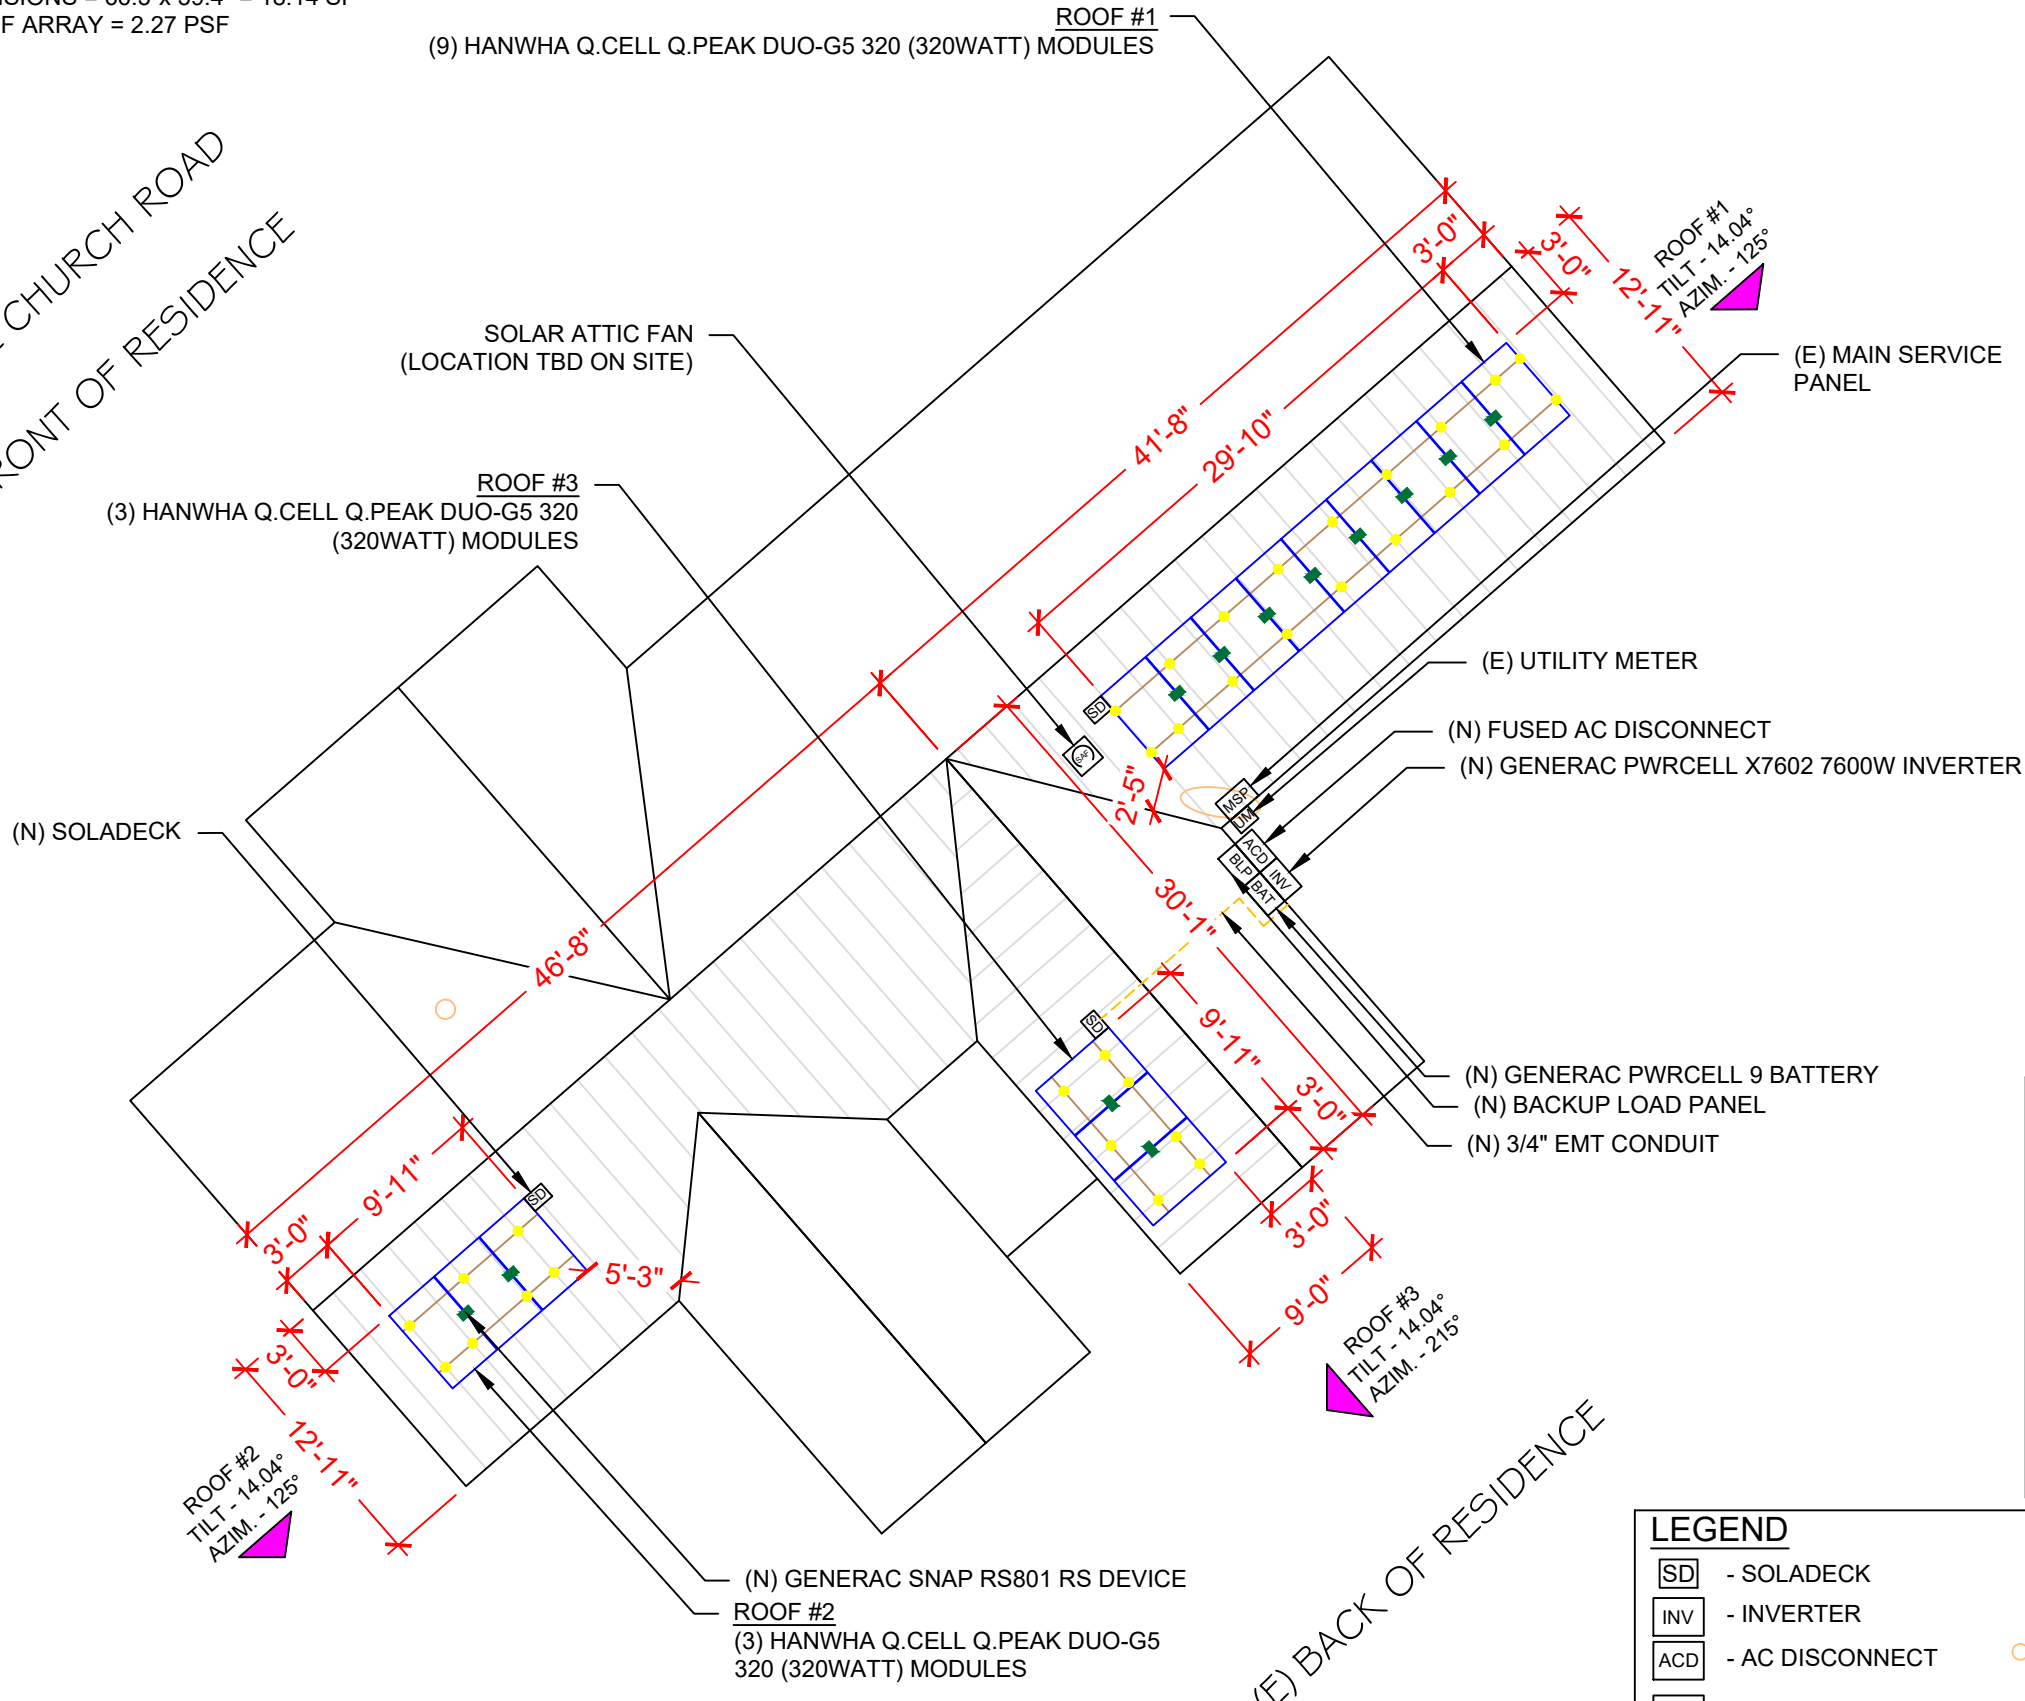 F ARRAY = 2.27 PSF
ROOF #1
(9) HANWHA Q.CELL Q.PEAK DUO-G5 320 (320WATT) MODULES
CHURCH ROAD
RONT OF RESIDENCE
SOLAR ATTIC FAN
(LOCATION TBD ON SITE)
ROOF #3
(3) HANWHA Q.CELL Q.PEAK DUO-G5 320
(320WATT) MODULES
3'-0"
3'-0"
12'-11"
ROOF #1
TILT - 14.04°
AZIM. - 125°
(E) MAIN SERVICE
PANEL
41'-8"
29'-10"
(E) UTILITY METER
(N) FUSED AC DISCONNECT
(N) GENERAC PWRCELL X7602 7600W INVERTER
SD
SAF
2'-5"
MSP
UM
ACD
INV
BLP
BAT
(N) SOLADECK
46'-8"
30'-1"
SD
9'-11"
3'-0"
(N) GENERAC PWRCELL 9 BATTERY
(N) BACKUP LOAD PANEL
(N) 3/4" EMT CONDUIT
9'-11"
SD
3'-0"
5'-3"
3'-0"
9'-0"
3'-0"
12'-11"
ROOF #3
TILT - 14.04°
AZIM. - 215°
ROOF #2
TILT - 14.04°
AZIM. - 125°
(N) GENERAC SNAP RS801 RS DEVICE
ROOF #2
(3) HANWHA Q.CELL Q.PEAK DUO-G5
320 (320WATT) MODULES
(E) BACK OF RESIDENCE
LEGEND
SD - SOLADECK
INV - INVERTER
ACD - AC DISCONNECT